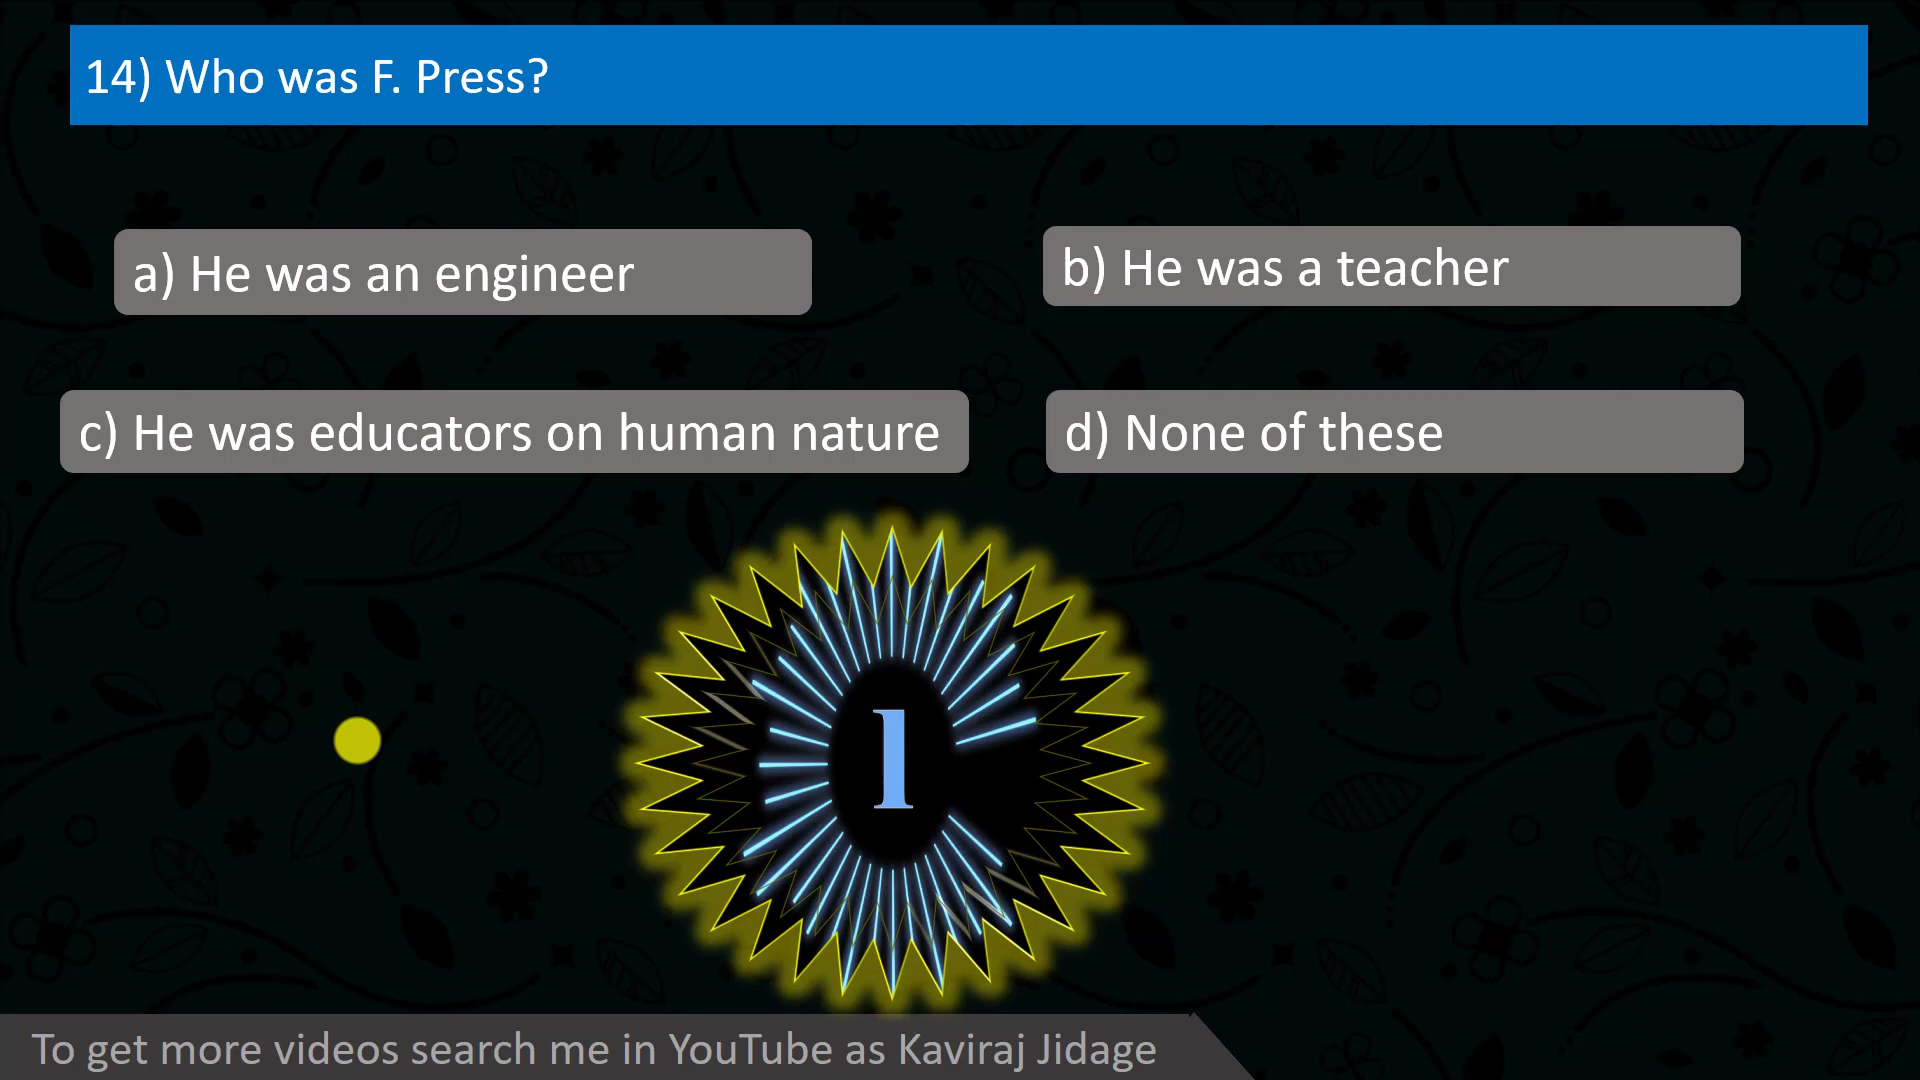 14) Who was F. Press?
a) He was an engineer
b) He was a teacher
c) He was educators on human nature
d) None of these
1
To get more videos search me in YouTube as Kaviraj Jidage